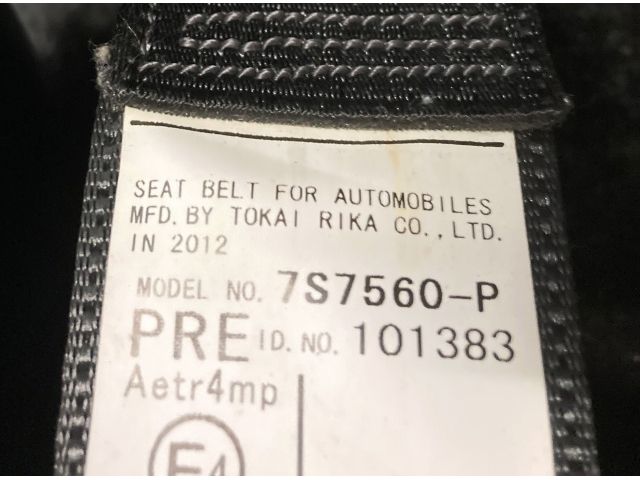 SEAT BELT FOR AUTOMOBILES
MFD. BY TOKAI RIKA CO., LTD.
IN 2012
MODEL NO. 7S7560-P
PRE ID. NO. 101383
Aetr4mp
E4